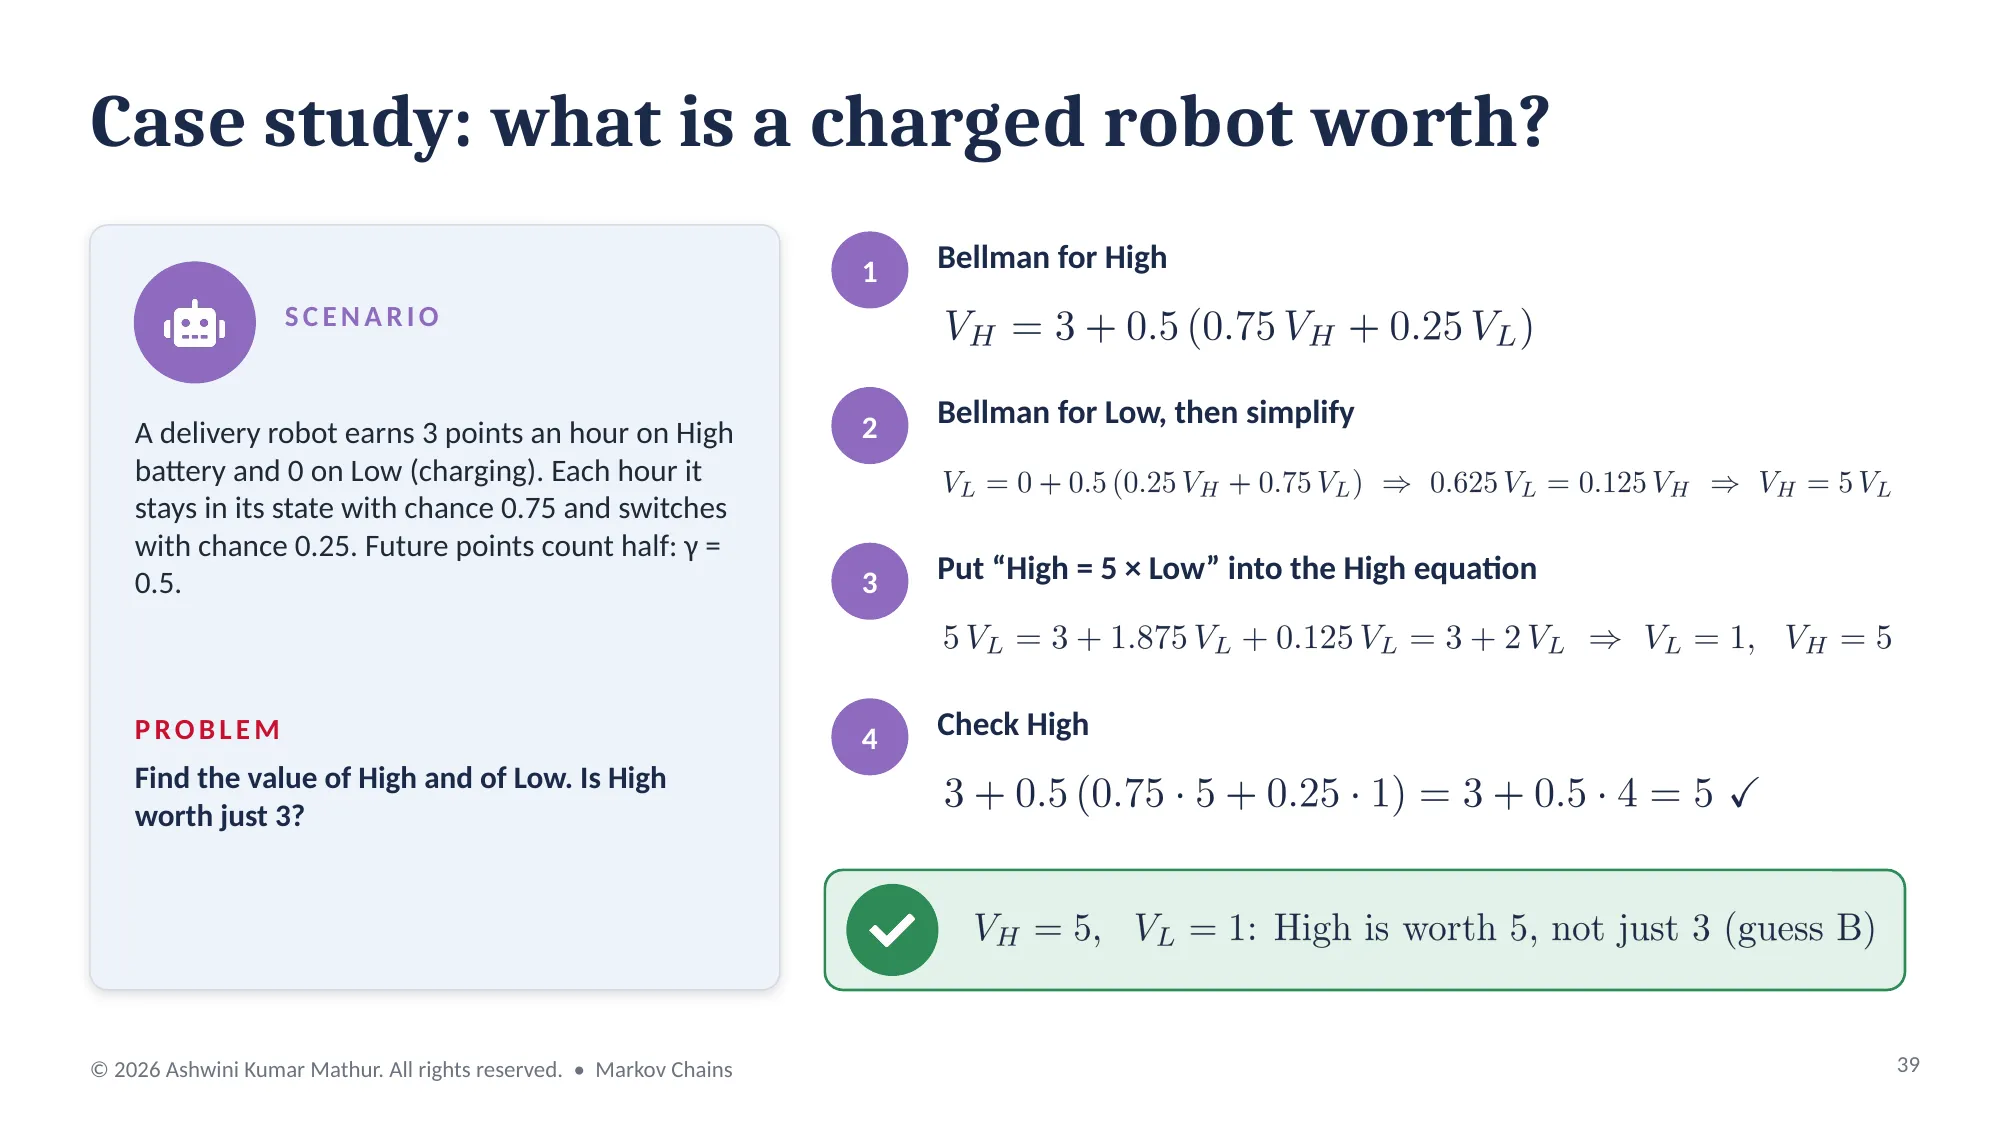 Case study: what is a charged robot worth?
SCENARIO
A delivery robot earns 3 points an hour on High
battery and 0 on Low (charging). Each hour it
stays in its state with chance 0.75 and switches
with chance 0.25. Future points count half: γ =
0.5.
PROBLEM
Find the value of High and of Low. Is High
worth just 3?
1
Bellman for High
V_H = 3 + 0.5 (0.75 V_H + 0.25 V_L)
2
Bellman for Low, then simplify
V_L = 0 + 0.5 (0.25 V_H + 0.75 V_L) ⇒ 0.625 V_L = 0.125 V_H ⇒ V_H = 5 V_L
3
Put “High = 5 × Low” into the High equation
5 V_L = 3 + 1.875 V_L + 0.125 V_L = 3 + 2 V_L ⇒ V_L = 1, V_H = 5
4
Check High
3 + 0.5 (0.75 · 5 + 0.25 · 1) = 3 + 0.5 · 4 = 5 ✓
V_H = 5, V_L = 1: High is worth 5, not just 3 (guess B)
© 2026 Ashwini Kumar Mathur. All rights reserved. • Markov Chains
39